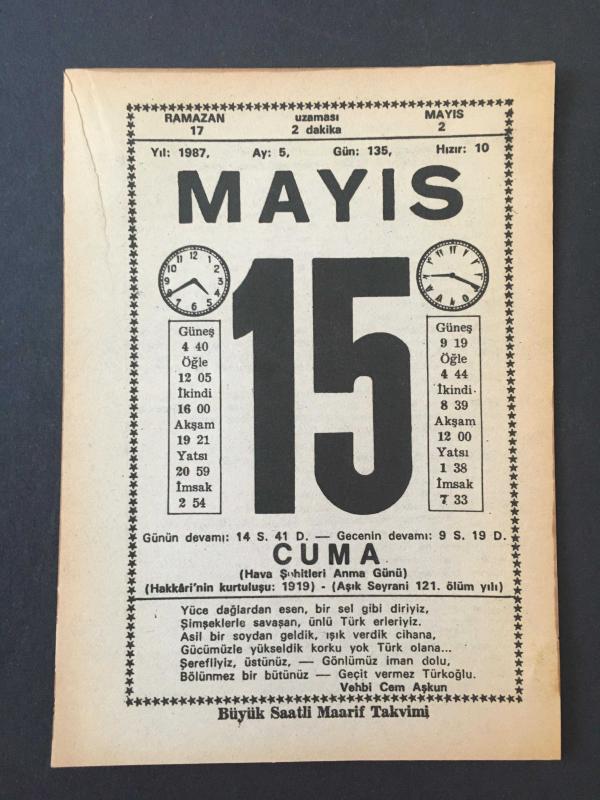 RAMAZAN uzaması MAYIS
17 2 dakika 2
Yıl: 1987, Ay: 5, Gün: 135, Hızır: 10
MAYIS
15
Güneş
4 40
Öğle
12 05
İkindi
16 00
Akşam
19 21
Yatsı
20 59
İmsak
2 54
Güneş
9 19
Öğle
4 44
İkindi
8 39
Akşam
12 00
Yatsı
1 38
İmsak
7 33
Günün devamı: 14 S. 41 D. — Gecenin devamı: 9 S. 19 D.
CUMA
(Hava Şehitleri Anma Günü)
(Hakkâri'nin kurtuluşu: 1919) - (Aşık Seyrani 121. ölüm yılı)
Yüce dağlardan esen, bir sel gibi diriyiz,
Şimşeklerle savaşan, ünlü Türk erleriyiz.
Asil bir soydan geldik, ışık verdik cihana,
Gücümüzle yükseldik korku yok Türk olana...
Şerefliyiz, üstünüz, — Gönlümüz iman dolu,
Bölünmez bir bütünüz — Geçit vermez Türkoğlu.
Vehbi Cem Aşkun
Büyük Saatli Maarif Takvimi